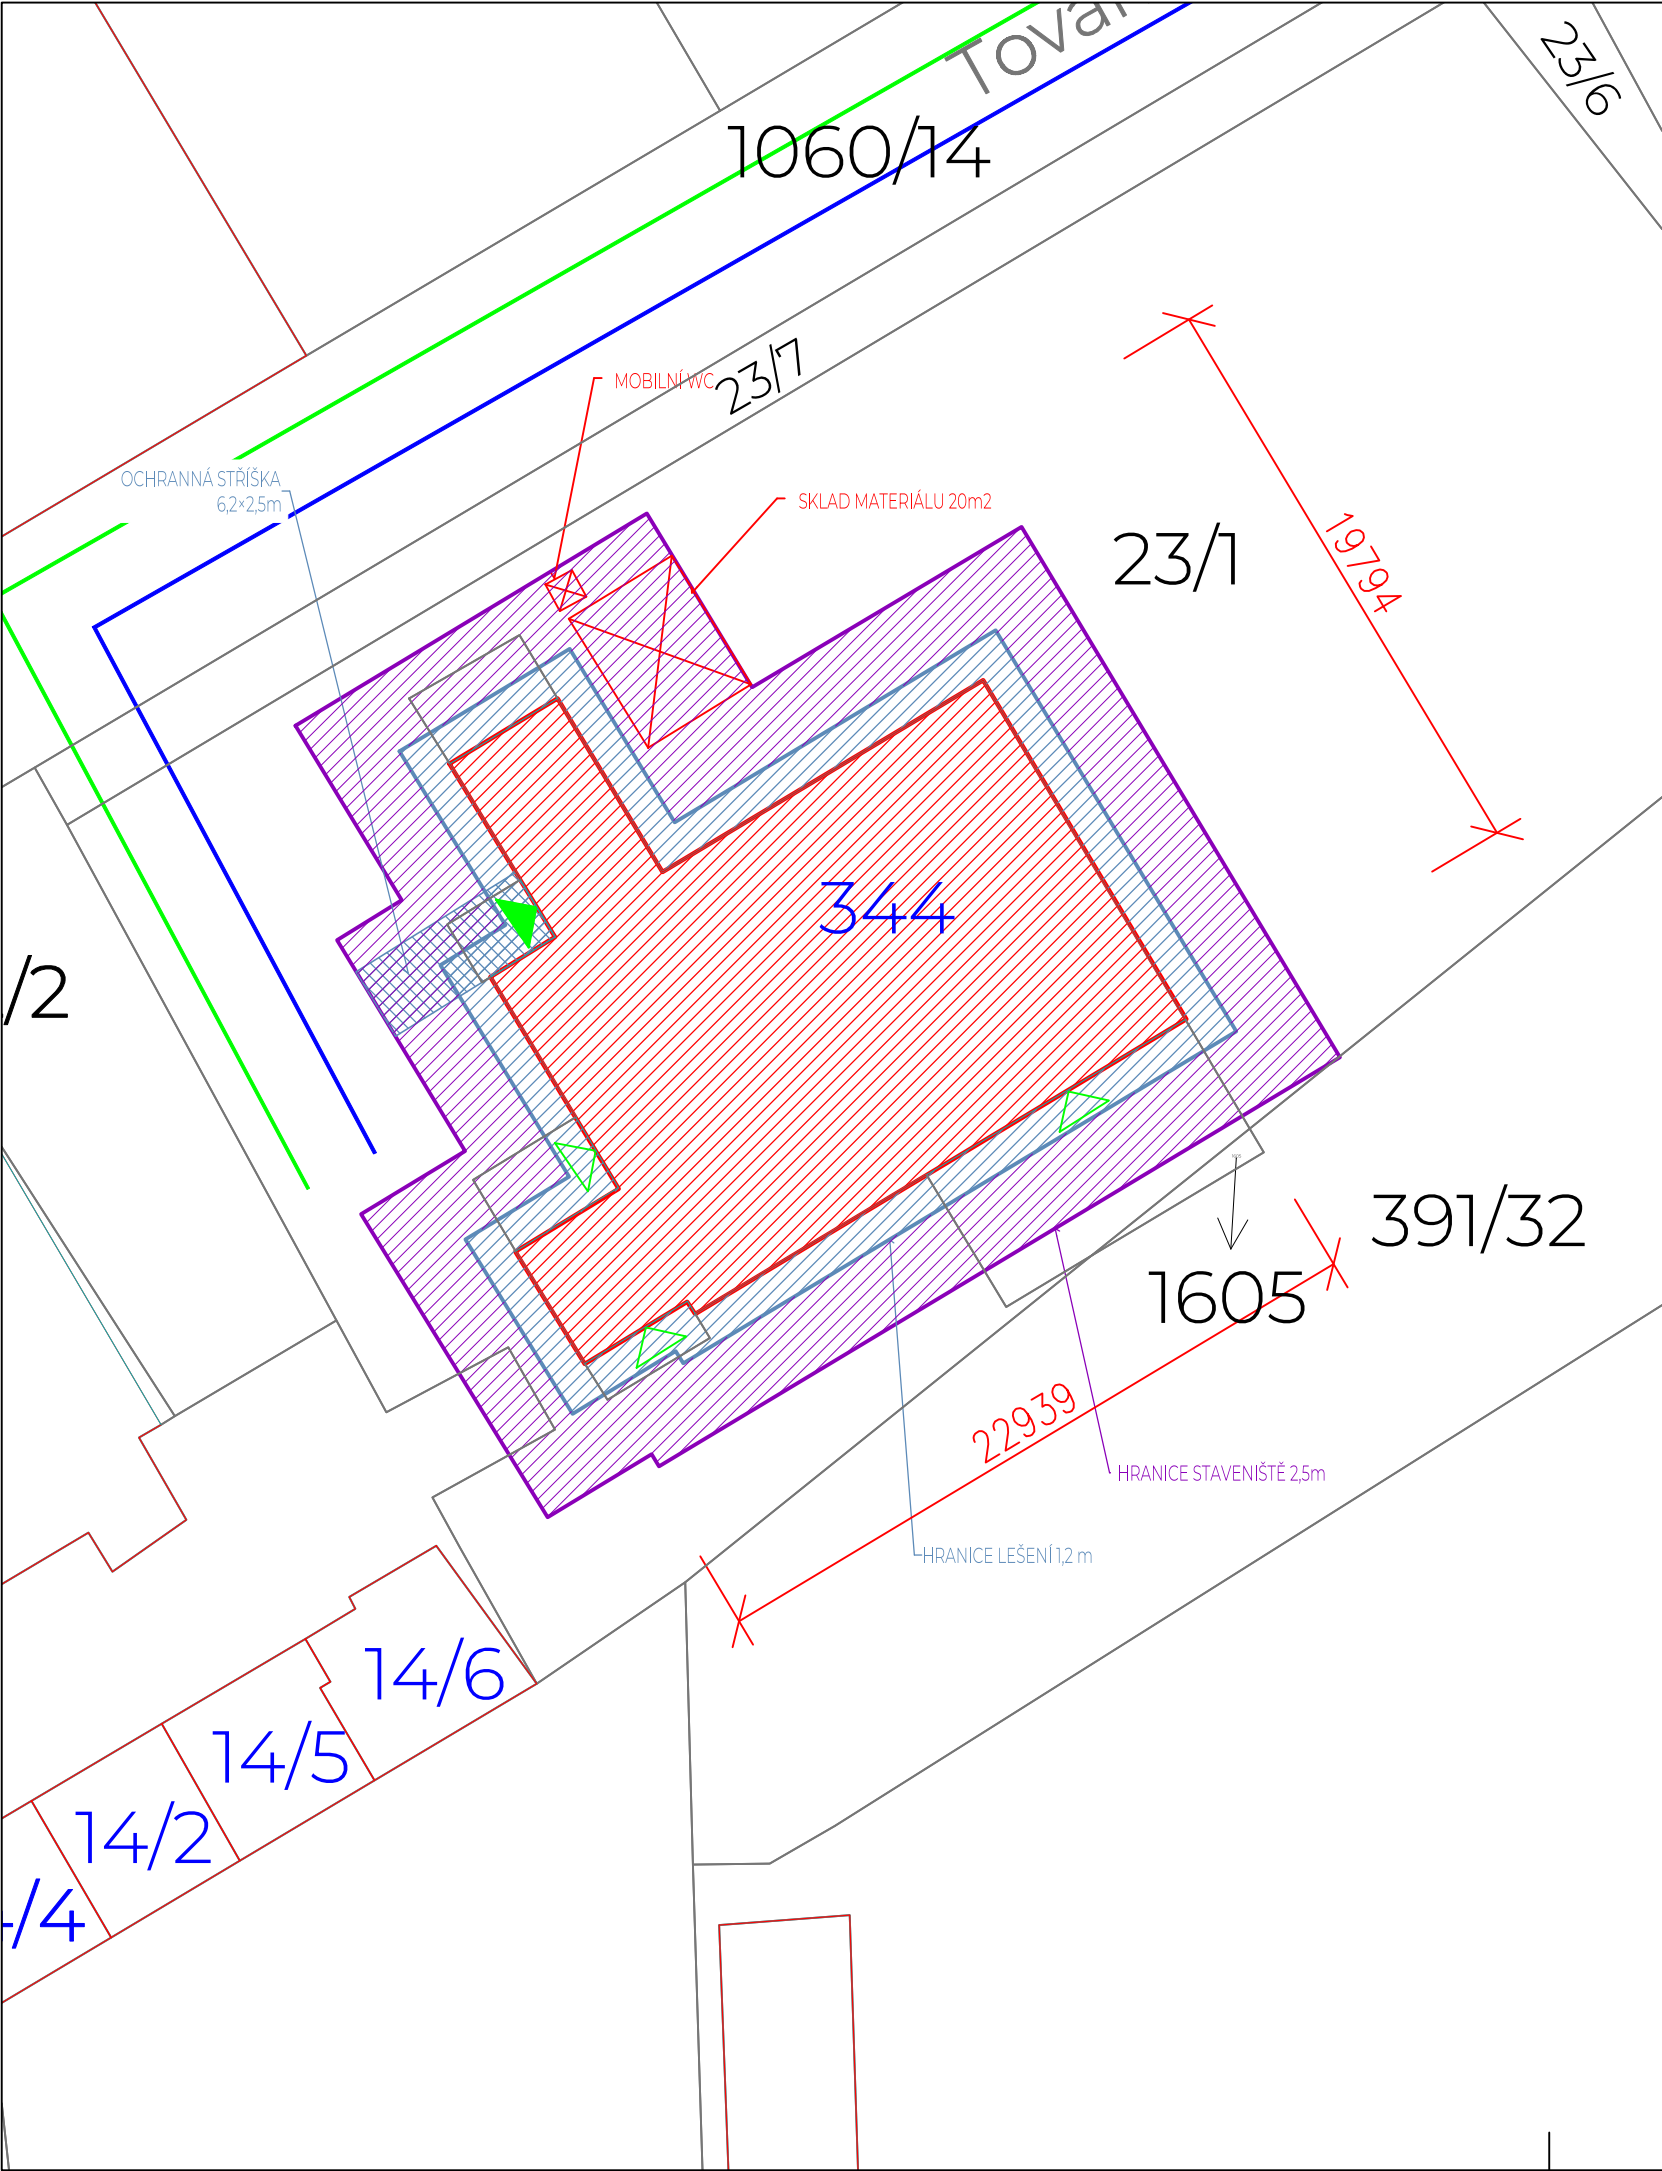 Tovar
23/6
1060/14
23/7
MOBILNÍ WC
OCHRANNÁ STŘÍŠKA
6,2×2,5m
SKLAD MATERIÁLU 20m2
23/1
19794
344
/2
391/32
1605
22939
HRANICE STAVENIŠTĚ 2,5m
HRANICE LEŠENÍ 1,2 m
14/6
14/5
14/2
/4